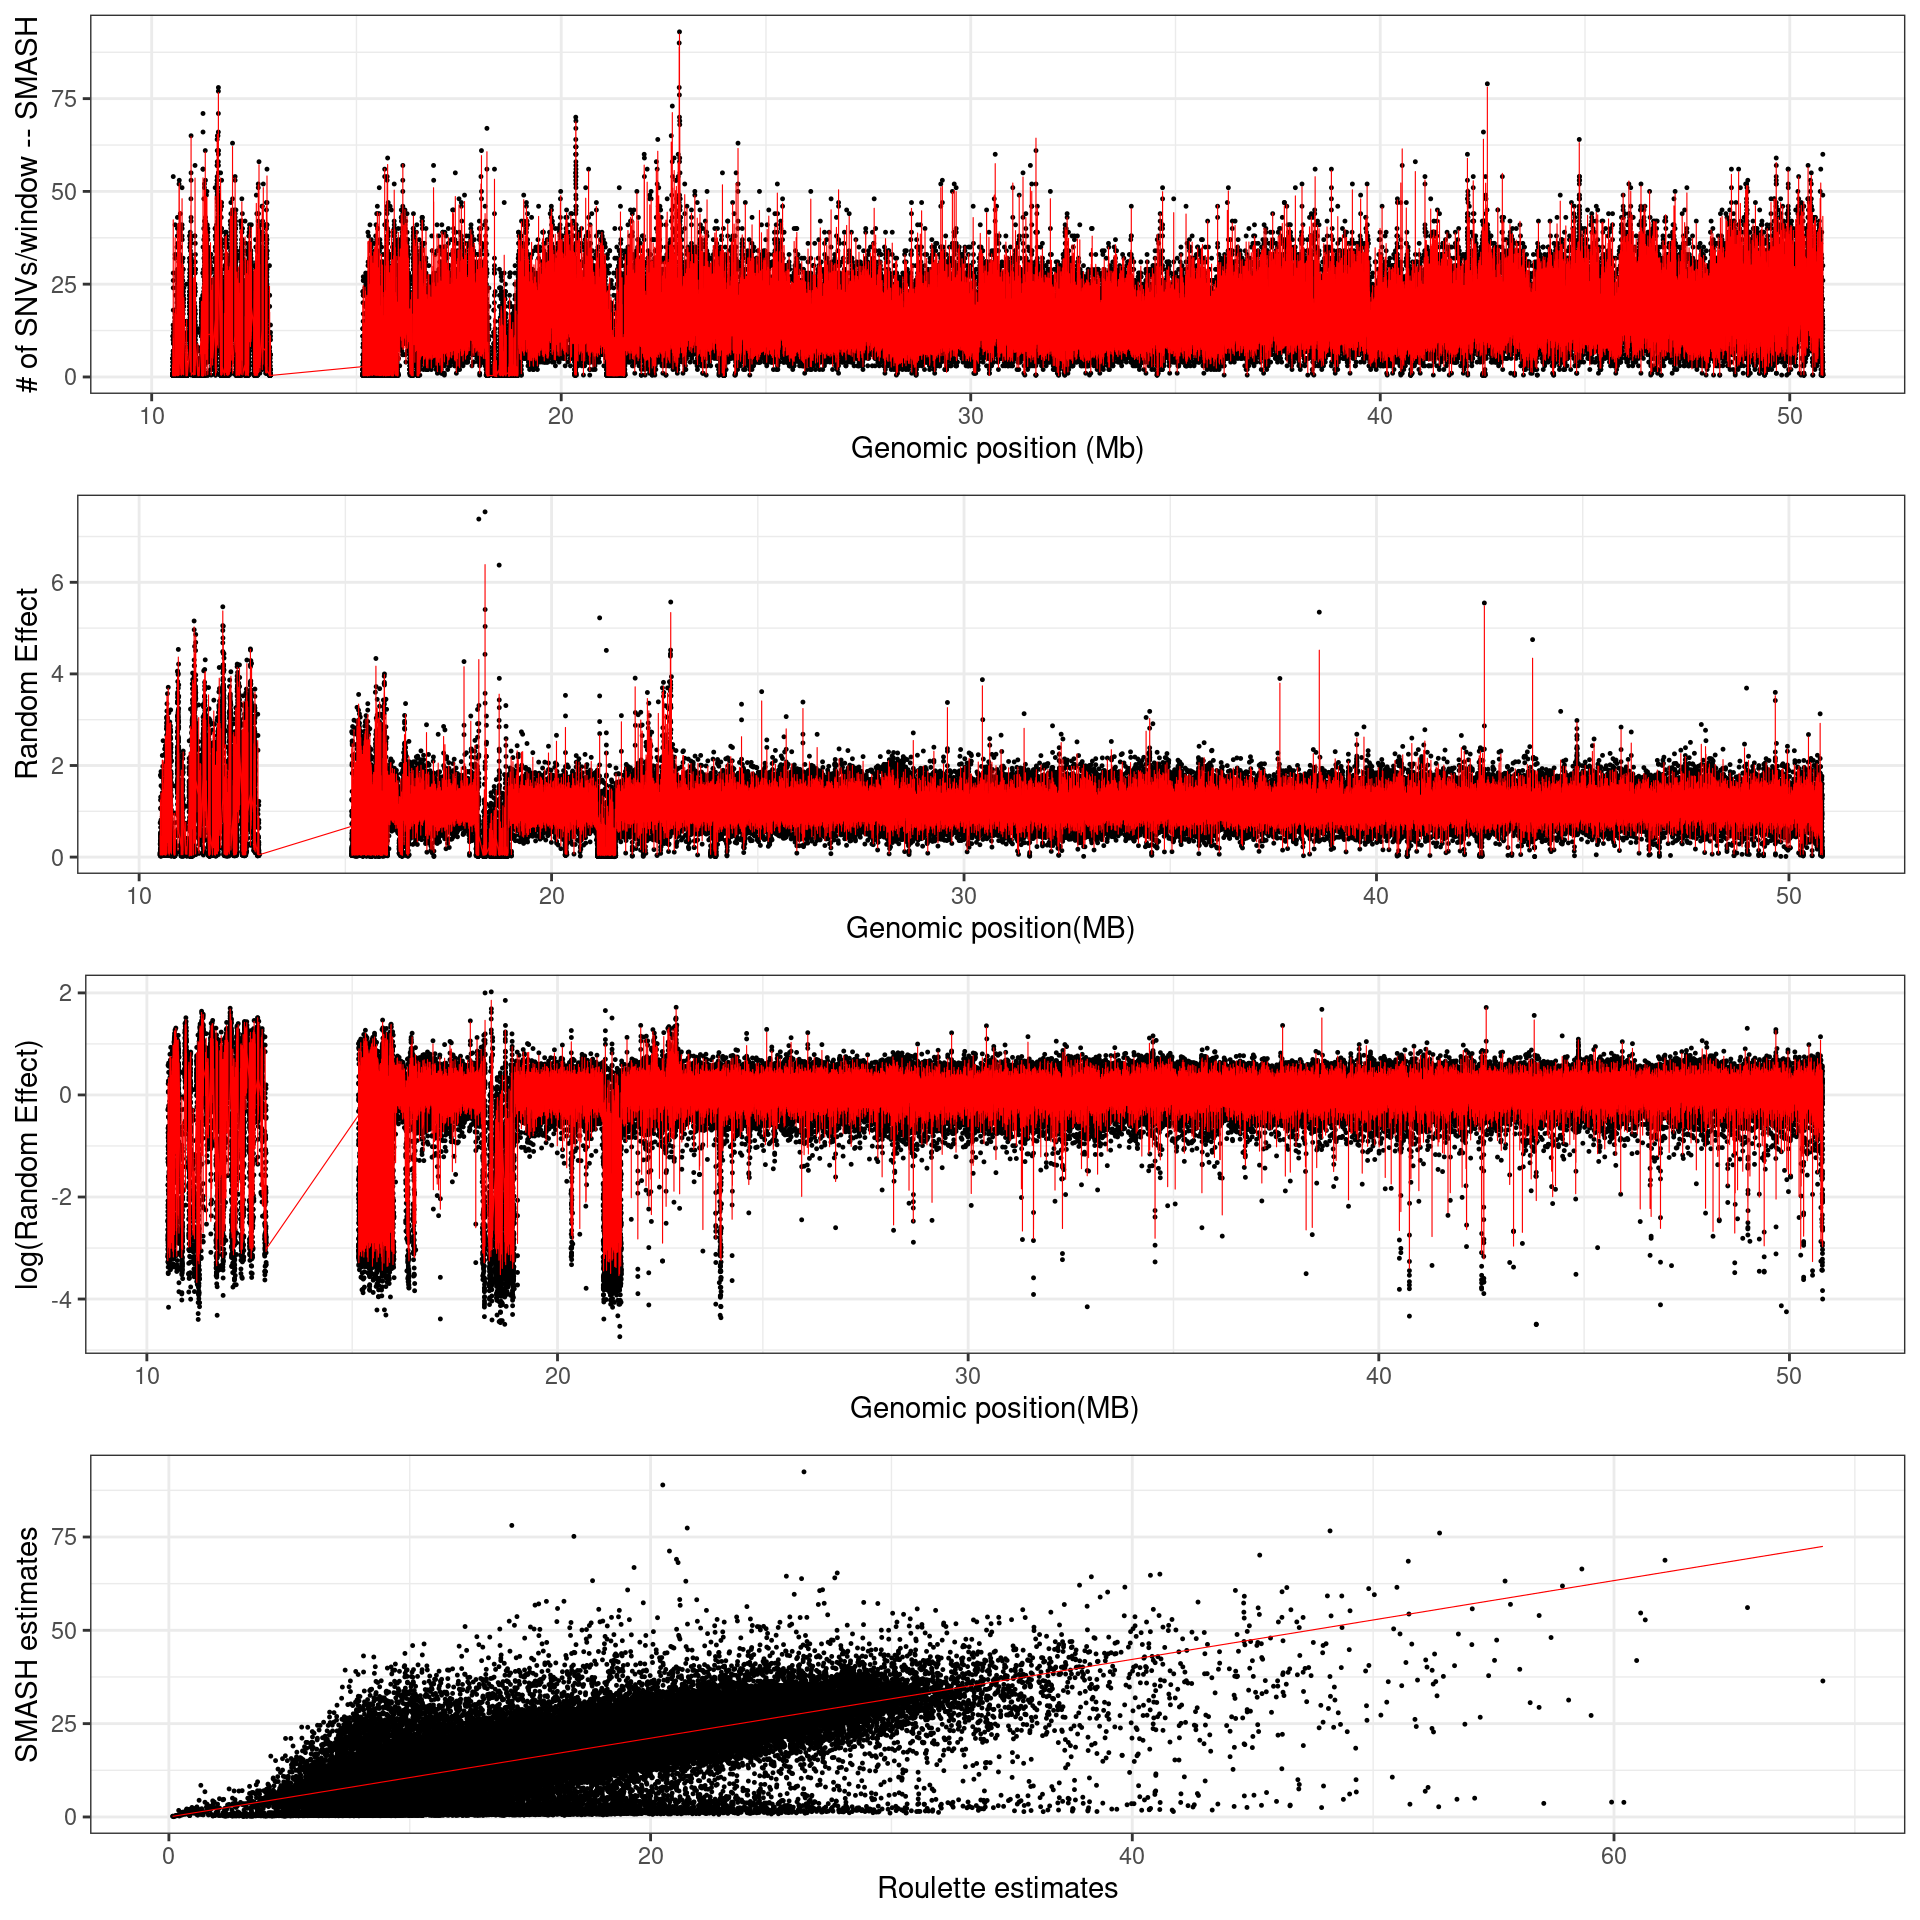 # of SNVs/window -- SMASH
75
50
25
0
10 20 30 40 50
Genomic position (Mb)
Random Effect
6
4
2
0
10 20 30 40 50
Genomic position(MB)
log(Random Effect)
2
0
-2
-4
10 20 30 40 50
Genomic position(MB)
SMASH estimates
75
50
25
0
0 20 40 60
Roulette estimates